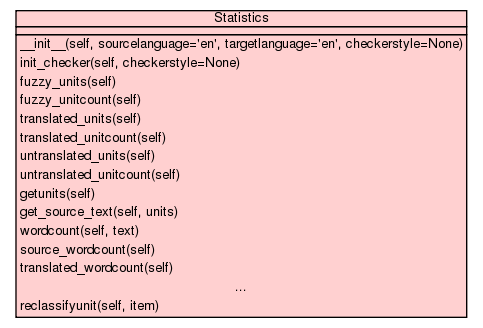 Statistics
__init__(self, sourcelanguage='en', targetlanguage='en', checkerstyle=None)
init_checker(self, checkerstyle=None)
fuzzy_units(self)
fuzzy_unitcount(self)
translated_units(self)
translated_unitcount(self)
untranslated_units(self)
untranslated_unitcount(self)
getunits(self)
get_source_text(self, units)
wordcount(self, text)
source_wordcount(self)
translated_wordcount(self)
...
reclassifyunit(self, item)